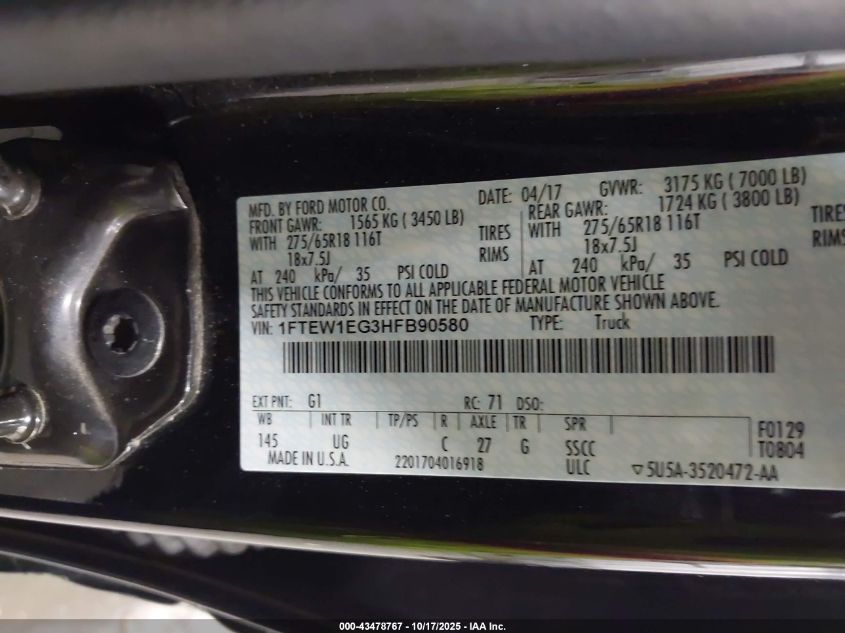 MFD. BY FORD MOTOR CO. DATE: 04/17 GVWR: 3175 KG ( 7000 LB)
FRONT GAWR: 1565 KG ( 3450 LB) REAR GAWR: 1724 KG ( 3800 LB)
WITH 275/65R18 116T TIRES WITH 275/65R18 116T TIRES
18x7.5J RIMS 18x7.5J RIMS
AT 240 kPa/ 35 PSI COLD AT 240 kPa/ 35 PSI COLD
THIS VEHICLE CONFORMS TO ALL APPLICABLE FEDERAL MOTOR VEHICLE
SAFETY STANDARDS IN EFFECT ON THE DATE OF MANUFACTURE SHOWN ABOVE.
VIN: 1FTEW1EG3HFB90580 TYPE: Truck
EXT PNT: G1 RC: 71 DSO:
WB INT TR TP/PS R AXLE TR SPR F0129
145 UG C 27 G SSCC T0804
MADE IN U.S.A. 2201704016918 ULC ▽5U5A-3520472-AA
000-43478767 - 10/17/2025 - IAA Inc.